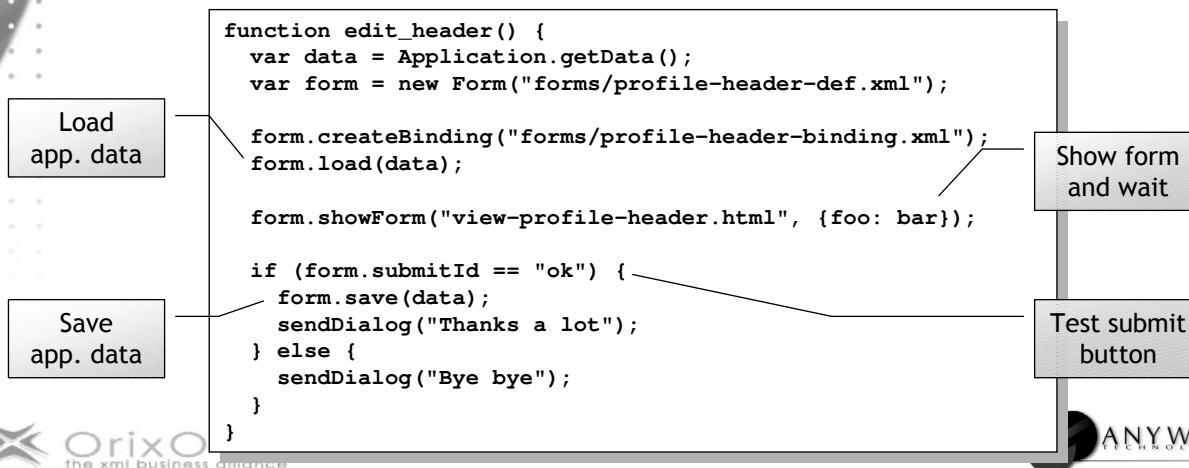 function edit_header() {
var data = Application.getData();
var form = new Form("forms/profile-header-def.xml");
form.createBinding("forms/profile-header-binding.xml");
form.load(data);
form.showForm("view-profile-header.html", {foo: bar});
if (form.submitId == "ok") {
form.save(data);
sendDialog("Thanks a lot");
} else {
sendDialog("Bye bye");
}
}
Load
app. data
Show form
and wait
Save
app. data
Test submit
button
OrixO
the xml business alliance
ANYW
TECHNOL